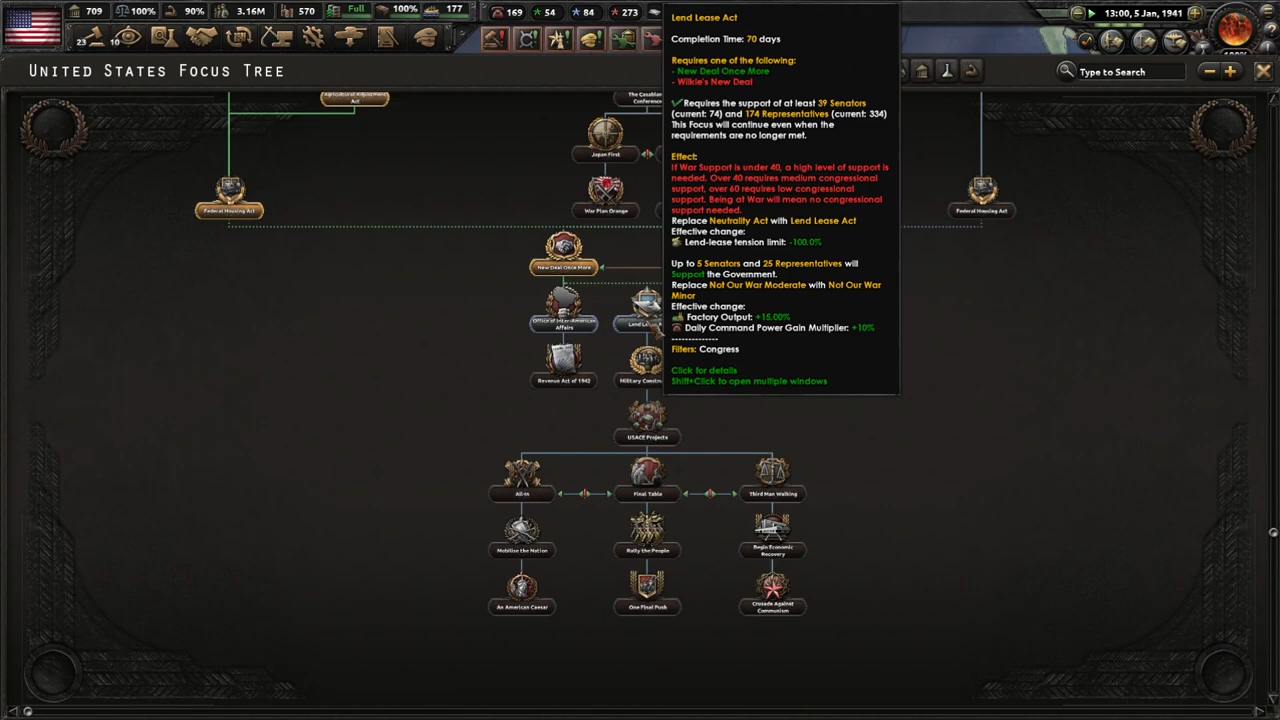 709 100% 90% 3.16M 570 Full 100% 177 169 54 84 273
13:00, 5 Jan, 1941
23 10
100%
UNITED STATES FOCUS TREE
Type to Search
Lend Lease Act
Completion Time: 70 days
Requires one of the following:
- New Deal Once More
- Wilkie's New Deal
Requires the support of at least 39 Senators
(current: 74) and 174 Representatives (current: 334)
This Focus will continue even when the
requirements are no longer met.
Effect:
If War Support is under 40, a high level of support is
needed. Over 40 requires medium congressional
support, over 60 requires low congressional
support. Being at War will mean no congressional
support needed.
Replace Neutrality Act with Lend Lease Act
Effective change:
Lend-lease tension limit: -100.0%
Up to 5 Senators and 25 Representatives will
Support the Government.
Replace Not Our War Moderate with Not Our War
Minor
Effective change:
Factory Output: +15.00%
Daily Command Power Gain Multiplier: +10%
--------------
Filters: Congress
Click for details
Shift+Click to open multiple windows
Agricultural Adjustment
Act
The Casablanca
Conference
Japan First
Federal Housing Act
War Plan Orange
Federal Housing Act
New Deal Once More
Office of Inter-American
Affairs
Lend Le
Revenue Act of 1942
Military Constru
USACE Projects
All-In
Final Table
Third Man Walking
Mobilise the Nation
Rally the People
Begin Economic
Recovery
An American Caesar
One Final Push
Crusade Against
Communism